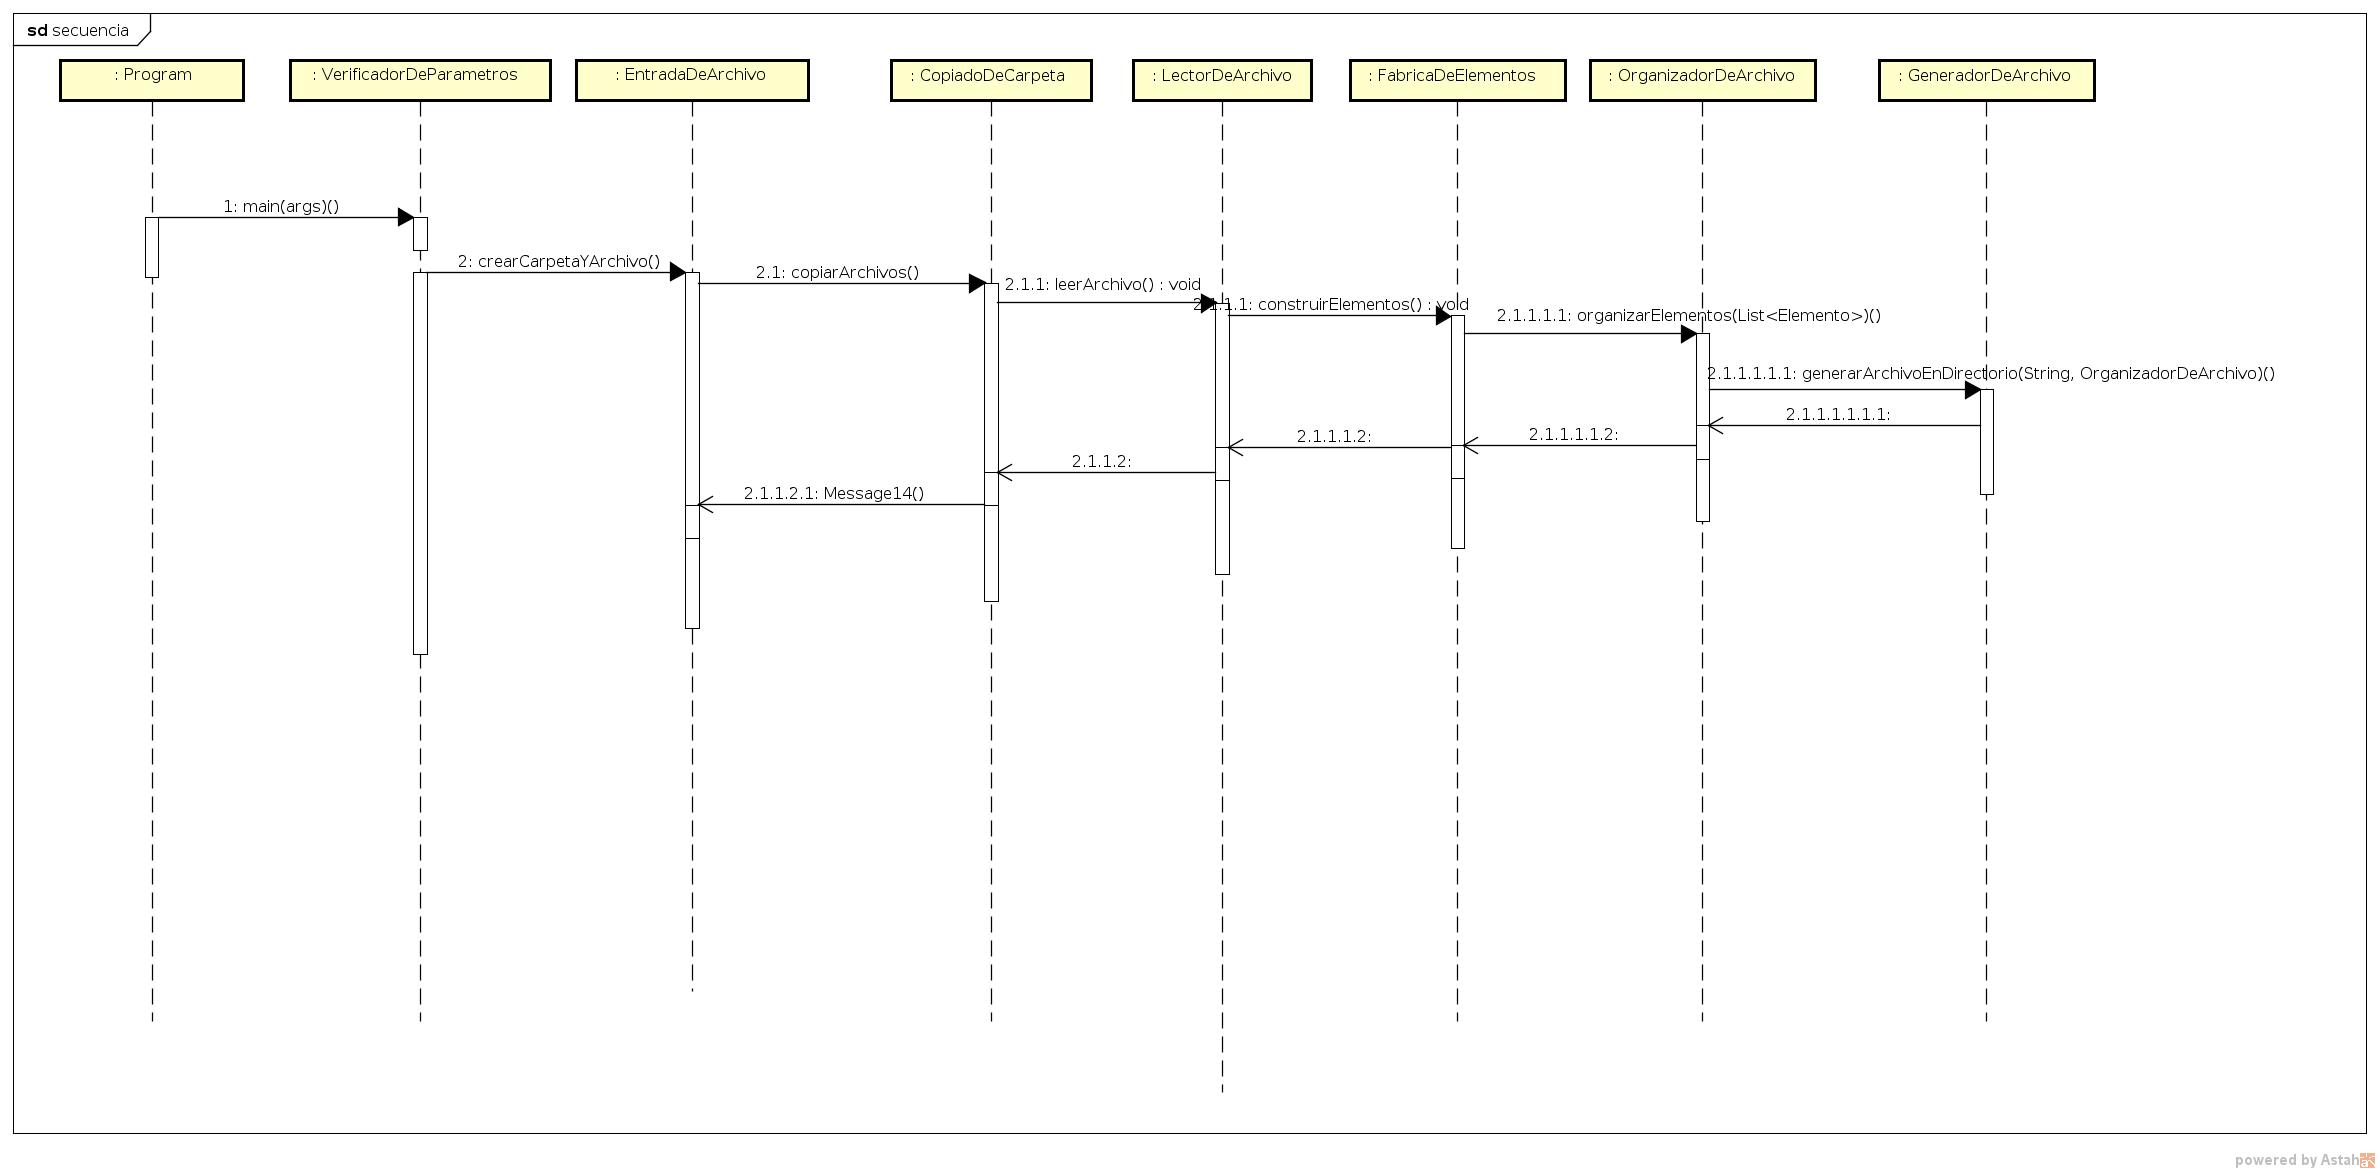 sd secuencia
: Program
: VerificadorDeParametros
: EntradaDeArchivo
: CopiadoDeCarpeta
: LectorDeArchivo
: FabricaDeElementos
: OrganizadorDeArchivo
: GeneradorDeArchivo
1: main(args)()
2: crearCarpetaYArchivo()
2.1: copiarArchivos()
2.1.1: leerArchivo() : void
2.1.1.1: construirElementos() : void
2.1.1.1.1: organizarElementos(List<Elemento>)()
2.1.1.1.1.1: generarArchivoEnDirectorio(String, OrganizadorDeArchivo)()
2.1.1.1.1.1.1:
2.1.1.1.1.2:
2.1.1.1.2:
2.1.1.2:
2.1.1.2.1: Message14()
powered by Astah